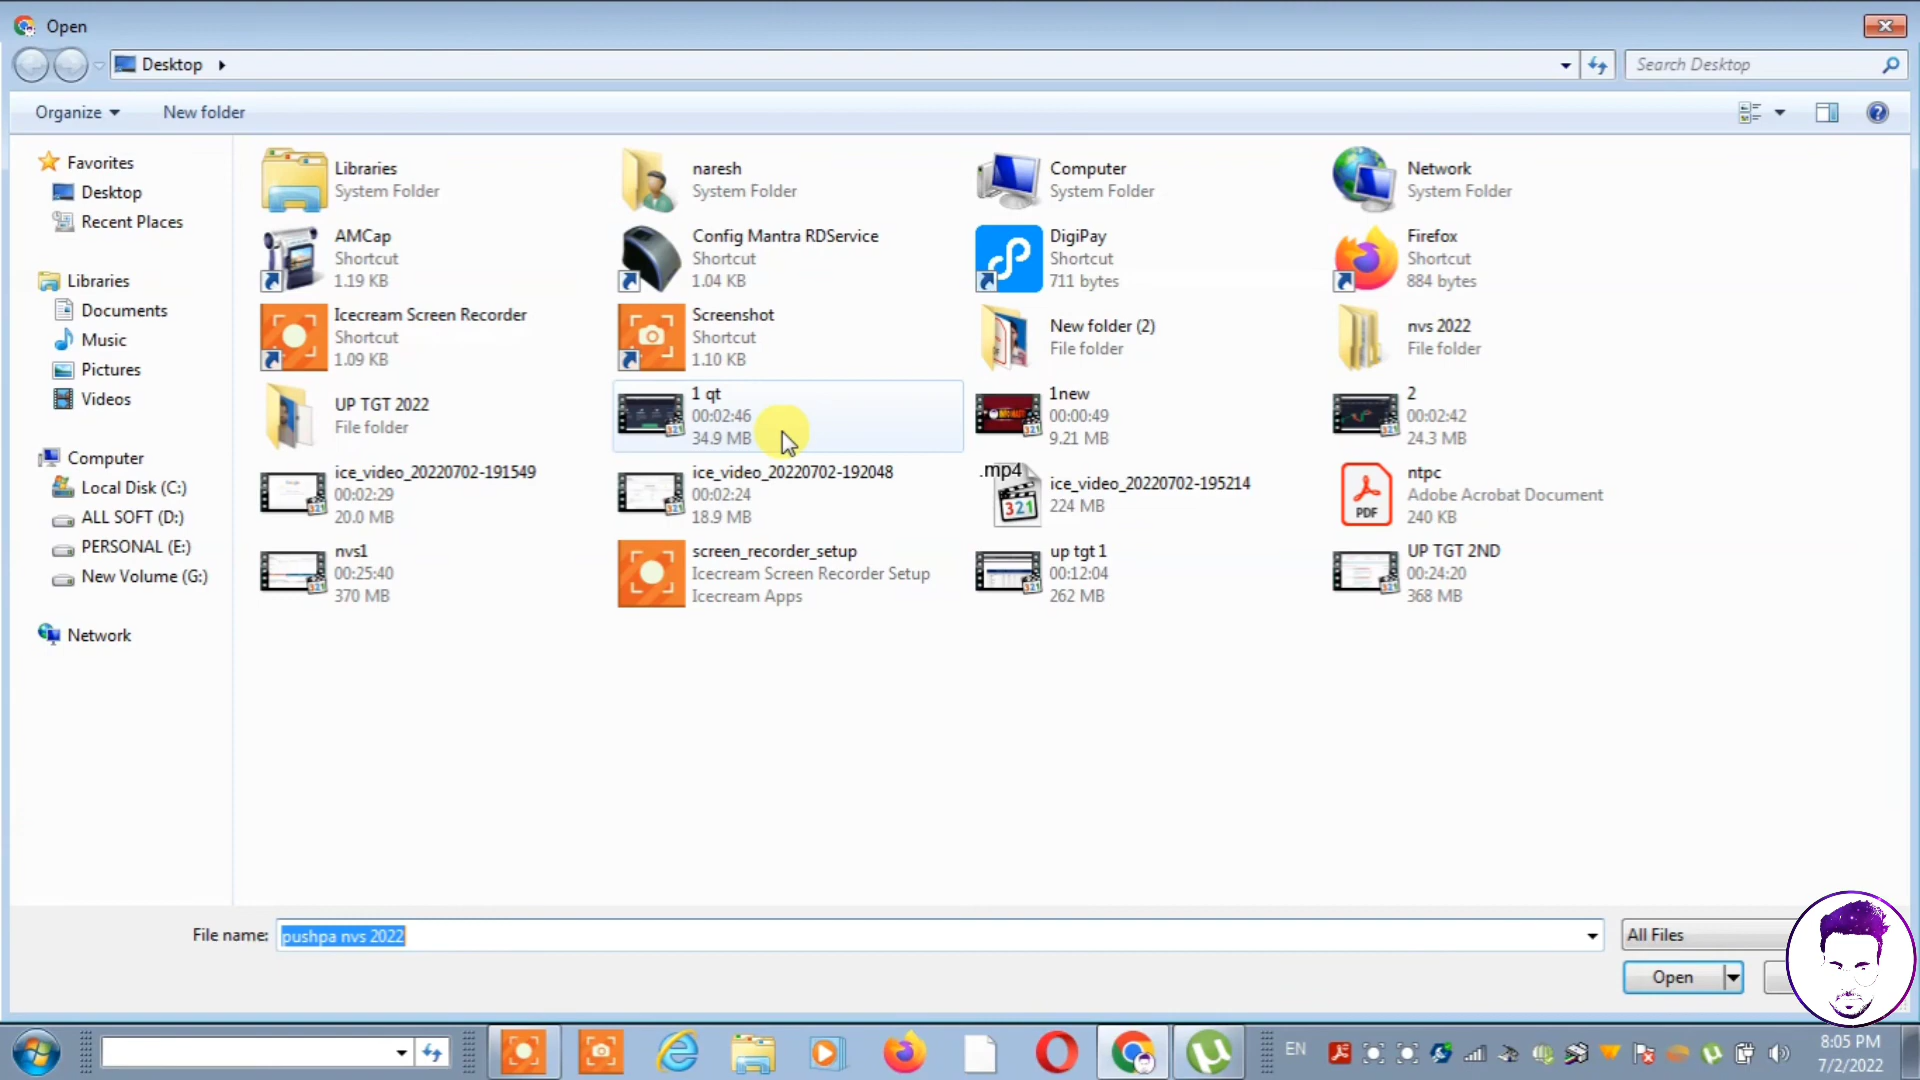 Open
Desktop
Search Desktop
Organize
New folder
Favorites
Desktop
Recent Places
Libraries
Documents
Music
Pictures
Videos
Computer
Local Disk (C:)
ALL SOFT (D:)
PERSONAL (E:)
New Volume (G:)
Network
Libraries
System Folder
naresh
System Folder
Computer
System Folder
Network
System Folder
AMCap
Shortcut
1.19 KB
Config Mantra RDService
Shortcut
1.04 KB
DigiPay
Shortcut
711 bytes
Firefox
Shortcut
884 bytes
Icecream Screen Recorder
Shortcut
1.09 KB
Screenshot
Shortcut
1.10 KB
New folder (2)
File folder
nvs 2022
File folder
UP TGT 2022
File folder
1 qt
00:02:46
34.9 MB
1new
00:00:49
9.21 MB
2
00:02:42
24.3 MB
ice_video_20220702-191549
00:02:29
20.0 MB
ice_video_20220702-192048
00:02:24
18.9 MB
.mp4
321
ice_video_20220702-195214
224 MB
PDF
ntpc
Adobe Acrobat Document
240 KB
nvs1
00:25:40
370 MB
screen_recorder_setup
Icecream Screen Recorder Setup
Icecream Apps
up tgt 1
00:12:04
262 MB
UP TGT 2ND
00:24:20
368 MB
File name:
pushpa nvs 2022
All Files
Open
EN
8:05 PM
7/2/2022